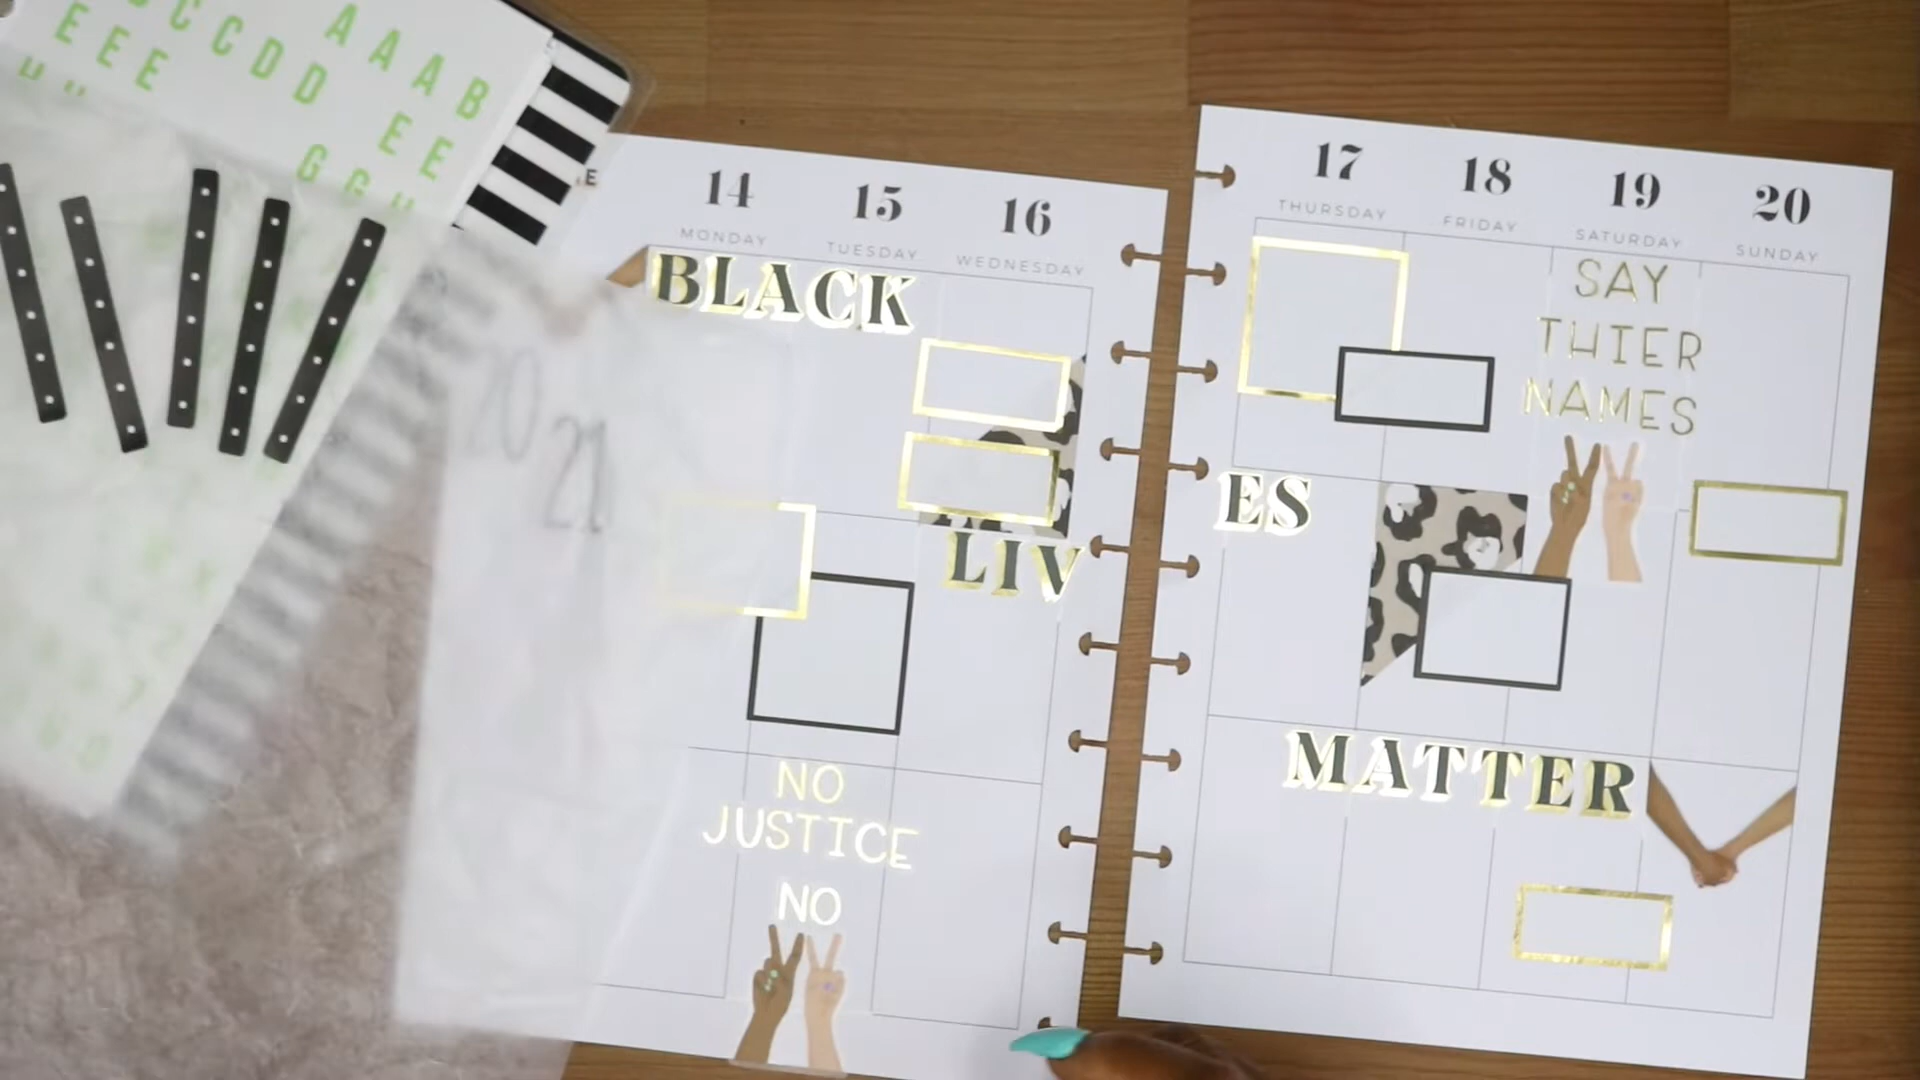 C C D D A A A B
E E E E E
G G H
20
21
E
14 15 16
MONDAY TUESDAY WEDNESDAY
BLACK
LIV
NO
JUSTICE
NO
17 18 19 20
THURSDAY FRIDAY SATURDAY SUNDAY
SAY
THIER
NAMES
ES
MATTER